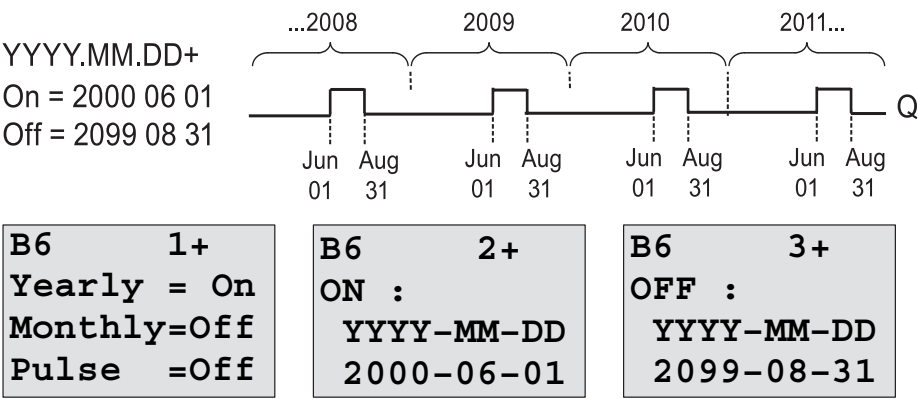 ...2008 2009 2010 2011...
YYYY.MM.DD+
On = 2000 06 01
Off = 2099 08 31
Q
Jun Aug Jun Aug Jun Aug Jun Aug
01 31 01 31 01 31 01 31
B6 1+
Yearly = On
Monthly=Off
Pulse =Off
B6 2+
ON :
YYYY-MM-DD
2000-06-01
B6 3+
OFF :
YYYY-MM-DD
2099-08-31